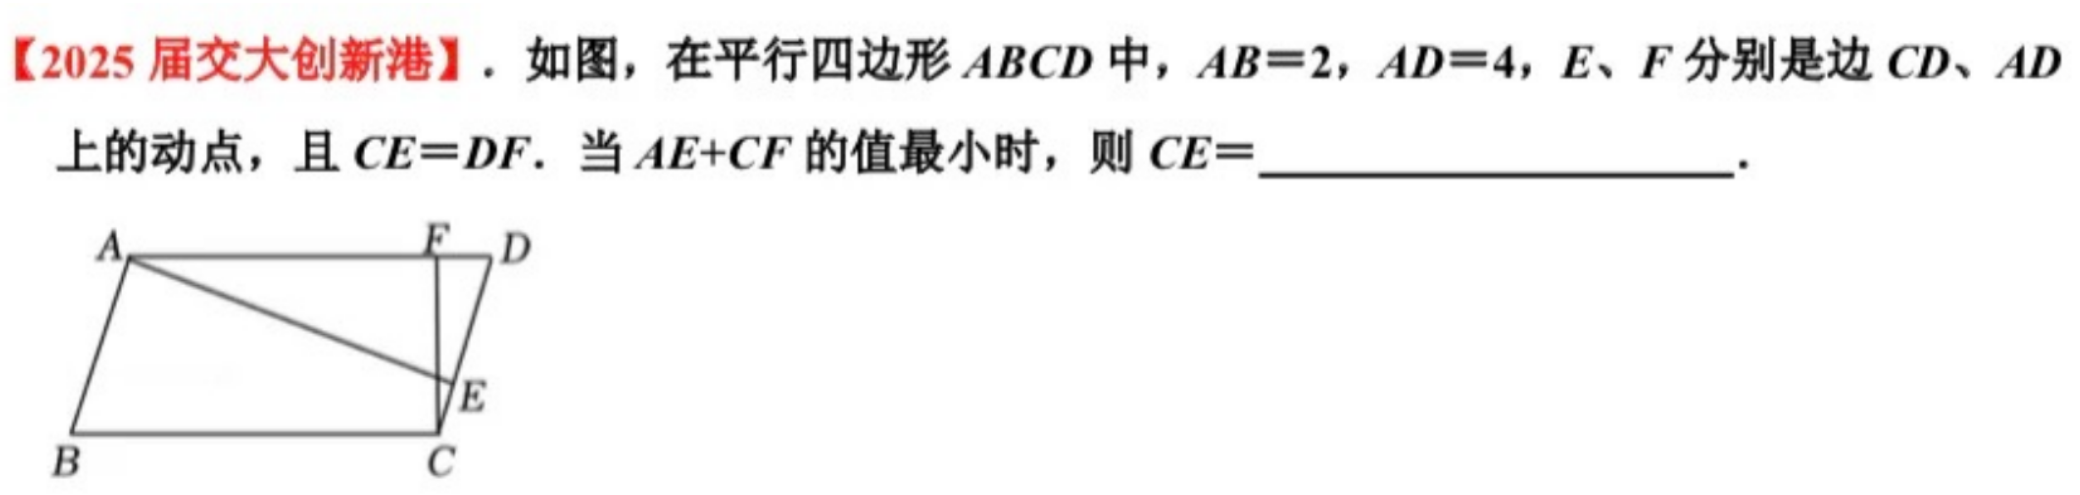 【2025 届交大创新港】. 如图，在平行四边形 ABCD 中，AB＝2，AD＝4，E、F 分别是边 CD、AD
上的动点，且 CE＝DF. 当 AE+CF 的值最小时，则 CE＝____________.
A F D
E
B C